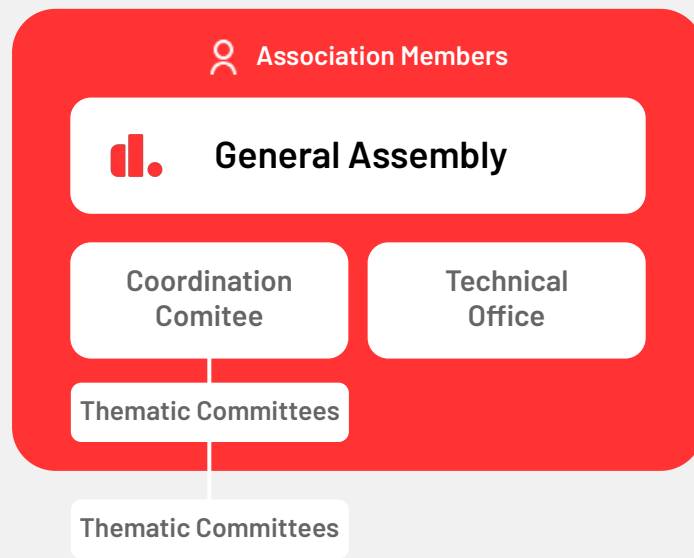 Association Members
General Assembly
Coordination
Comitee
Technical
Office
Thematic Committees
Thematic Committees